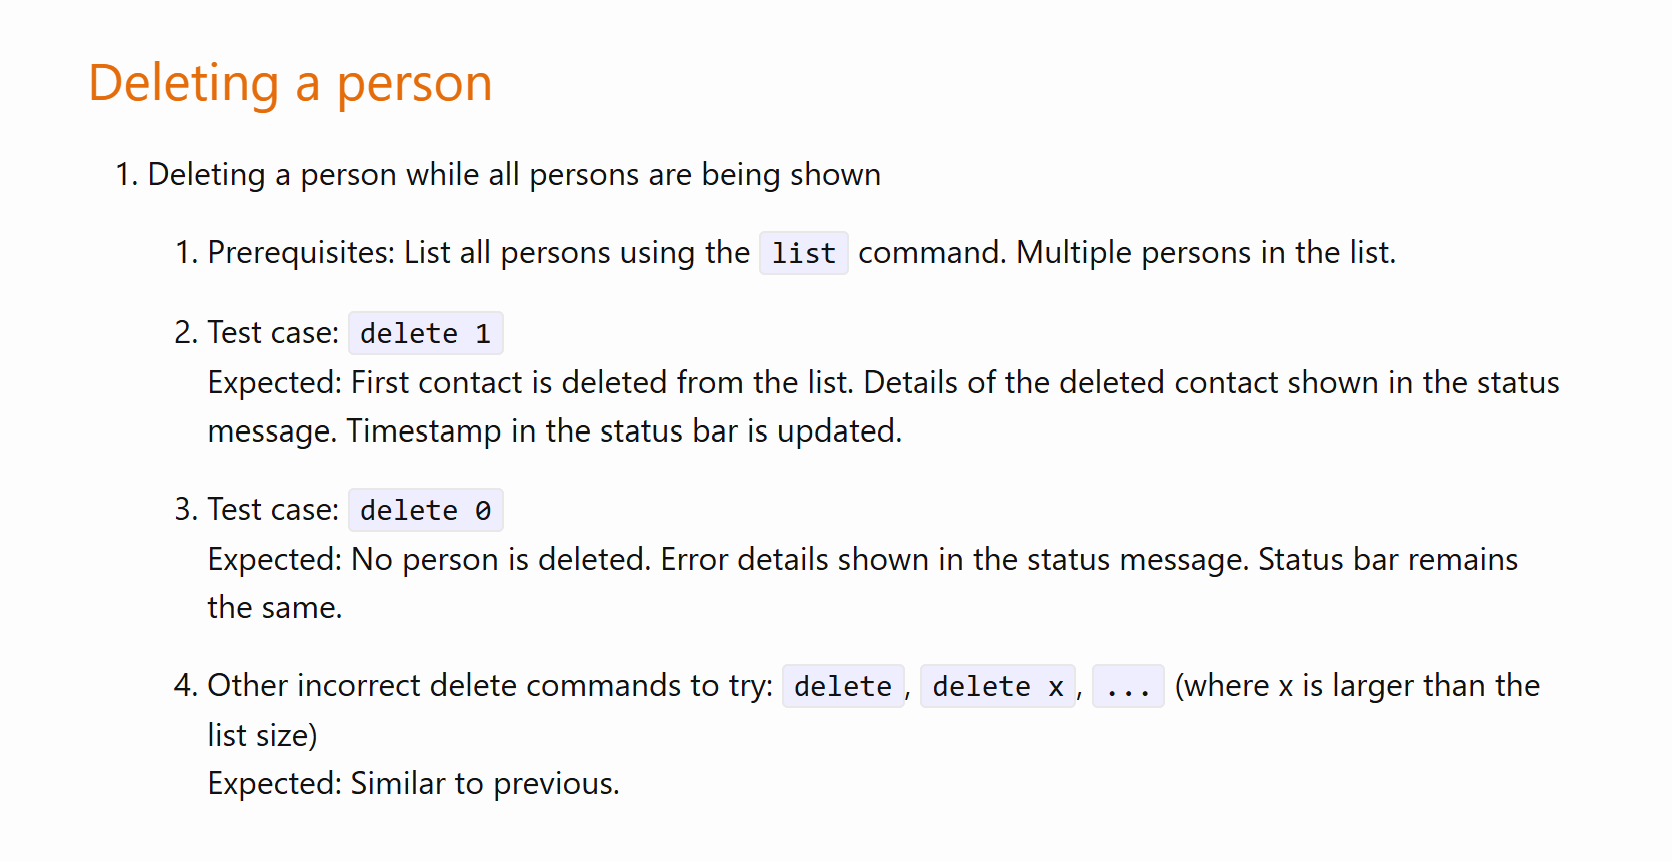 Deleting a person
1. Deleting a person while all persons are being shown
1. Prerequisites: List all persons using the list command. Multiple persons in the list.
2. Test case: delete 1
Expected: First contact is deleted from the list. Details of the deleted contact shown in the status
message. Timestamp in the status bar is updated.
3. Test case: delete 0
Expected: No person is deleted. Error details shown in the status message. Status bar remains
the same.
4. Other incorrect delete commands to try: delete, delete x, ... (where x is larger than the
list size)
Expected: Similar to previous.